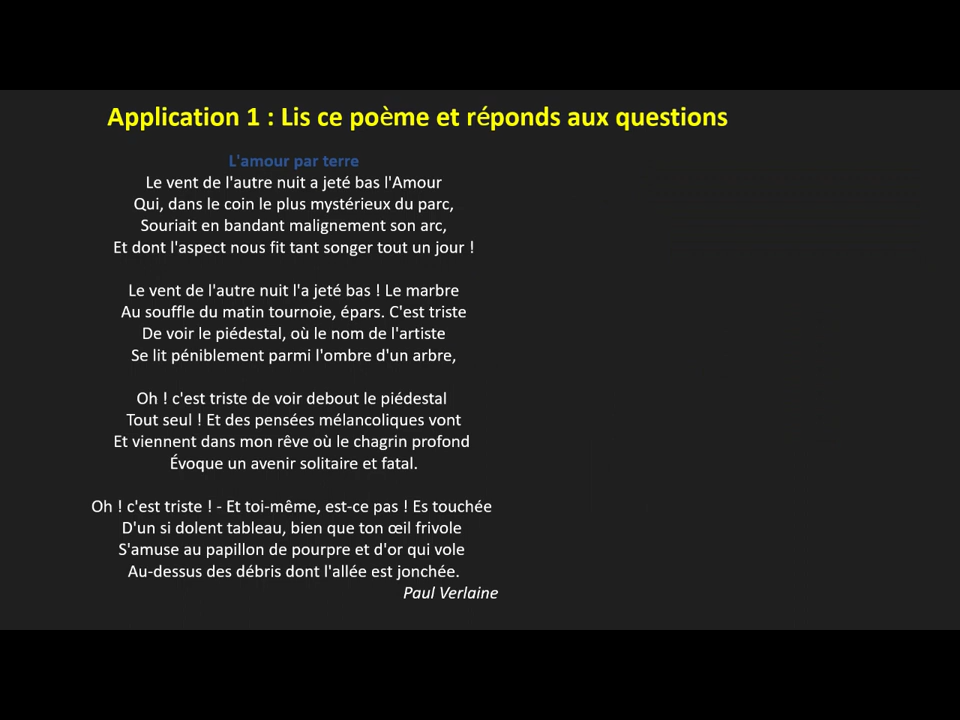 Application 1 : Lis ce poème et réponds aux questions
L'amour par terre
Le vent de l'autre nuit a jeté bas l'Amour
Qui, dans le coin le plus mystérieux du parc,
Souriait en bandant malignement son arc,
Et dont l'aspect nous fit tant songer tout un jour !
Le vent de l'autre nuit l'a jeté bas ! Le marbre
Au souffle du matin tournoie, épars. C'est triste
De voir le piédestal, où le nom de l'artiste
Se lit péniblement parmi l'ombre d'un arbre,
Oh ! c'est triste de voir debout le piédestal
Tout seul ! Et des pensées mélancoliques vont
Et viennent dans mon rêve où le chagrin profond
Évoque un avenir solitaire et fatal.
Oh ! c'est triste ! - Et toi-même, est-ce pas ! Es touchée
D'un si dolent tableau, bien que ton œil frivole
S'amuse au papillon de pourpre et d'or qui vole
Au-dessus des débris dont l'allée est jonchée.
Paul Verlaine